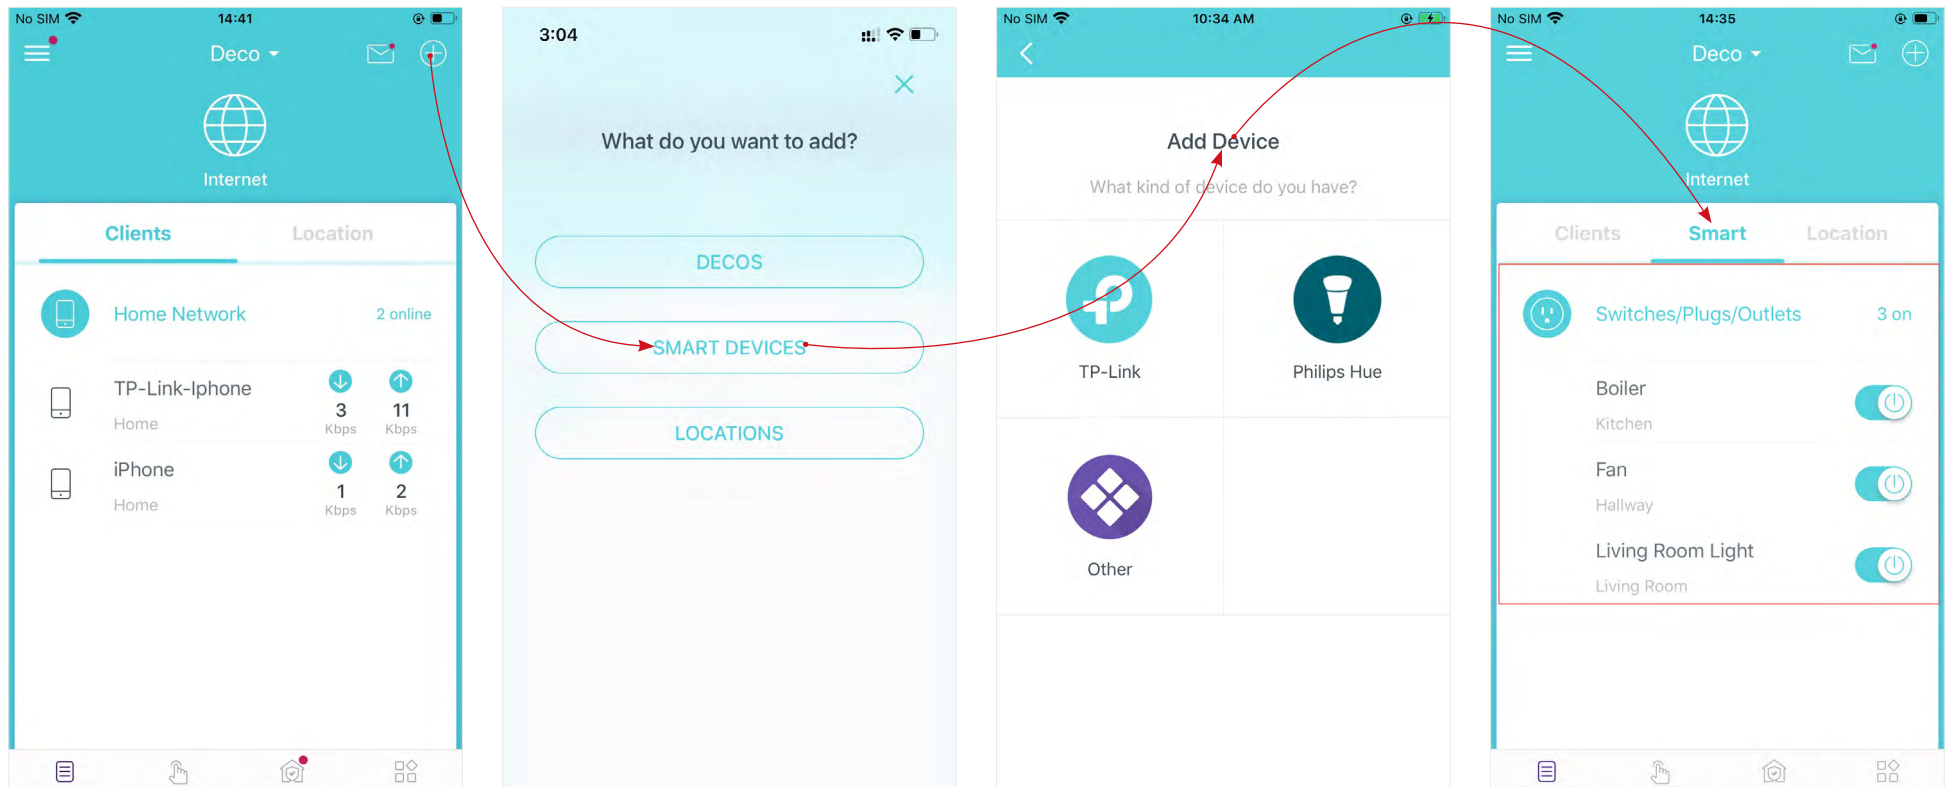 No SIM 14:41
Deco
Internet
Clients Location
Home Network 2 online
TP-Link-Iphone 3 11
Home Kbps Kbps
iPhone 1 2
Home Kbps Kbps
3:04
What do you want to add?
DECOS
SMART DEVICES
LOCATIONS
No SIM 10:34 AM
Add Device
What kind of device do you have?
TP-Link Philips Hue
Other
No SIM 14:35
Deco
Internet
Clients Smart Location
Switches/Plugs/Outlets 3 on
Boiler
Kitchen
Fan
Hallway
Living Room Light
Living Room